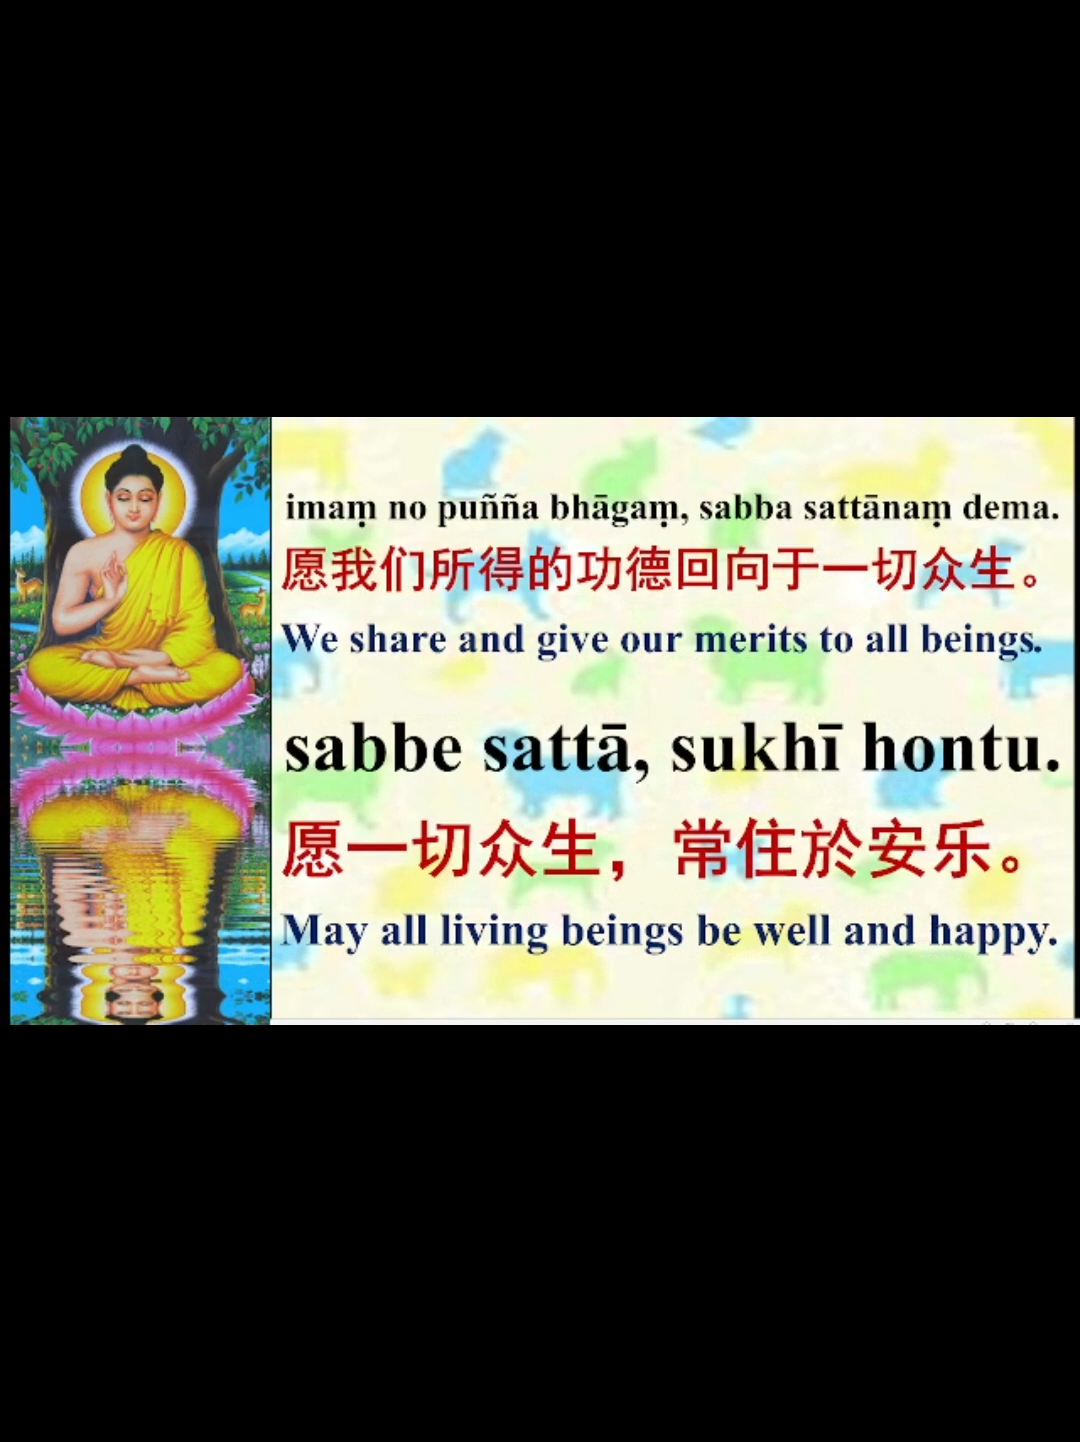 imaṃ no puñña bhāgaṃ, sabba sattānaṃ dema.
愿我们所得的功德回向于一切众生。
We share and give our merits to all beings.
sabbe sattā, sukhī hontu.
愿一切众生，常住於安乐。
May all living beings be well and happy.